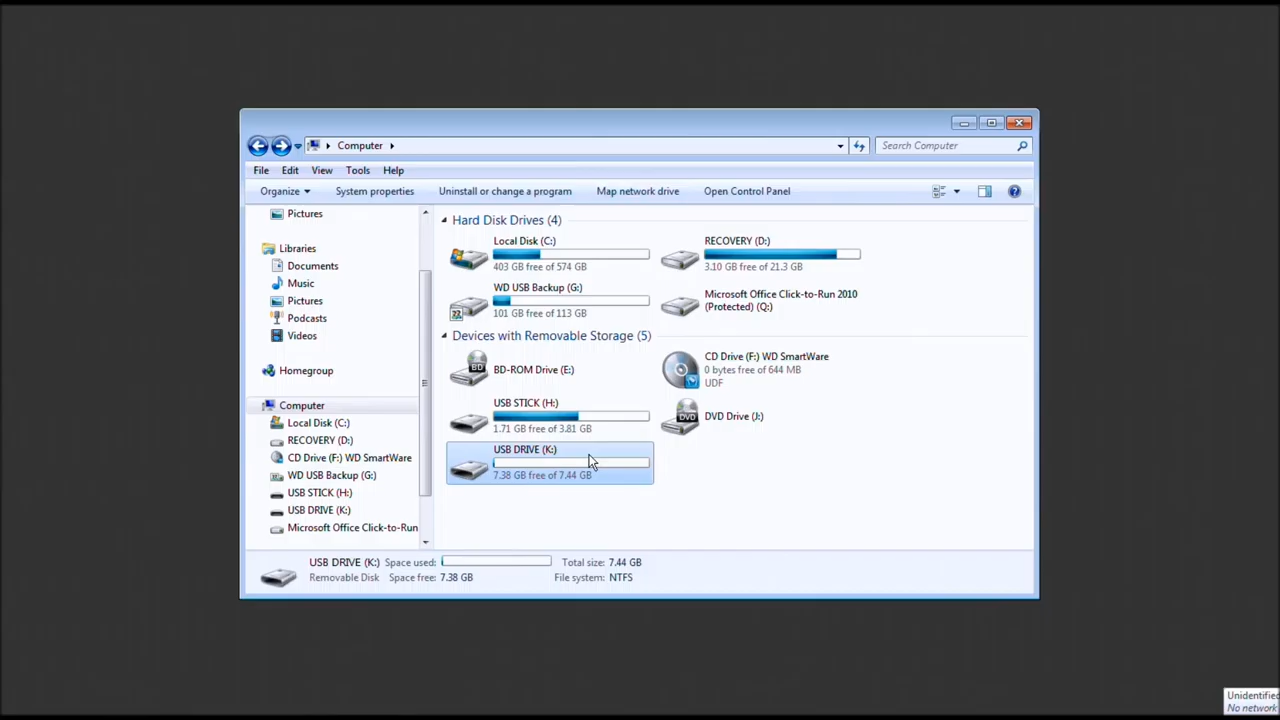 Computer
Search Computer
File Edit View Tools Help
Organize System properties Uninstall or change a program Map network drive Open Control Panel
Pictures
Libraries
Documents
Music
Pictures
Podcasts
Videos
Homegroup
Computer
Local Disk (C:)
RECOVERY (D:)
CD Drive (F:) WD SmartWare
WD USB Backup (G:)
USB STICK (H:)
USB DRIVE (K:)
Microsoft Office Click-to-Run
Hard Disk Drives (4)
Local Disk (C:)
403 GB free of 574 GB
RECOVERY (D:)
3.10 GB free of 21.3 GB
WD USB Backup (G:)
101 GB free of 113 GB
Microsoft Office Click-to-Run 2010
(Protected) (Q:)
Devices with Removable Storage (5)
BD
BD-ROM Drive (E:)
CD Drive (F:) WD SmartWare
0 bytes free of 644 MB
UDF
USB STICK (H:)
1.71 GB free of 3.81 GB
DVD
DVD Drive (J:)
USB DRIVE (K:)
7.38 GB free of 7.44 GB
USB DRIVE (K:) Space used: Total size: 7.44 GB
Removable Disk Space free: 7.38 GB File system: NTFS
Unidentified
No network